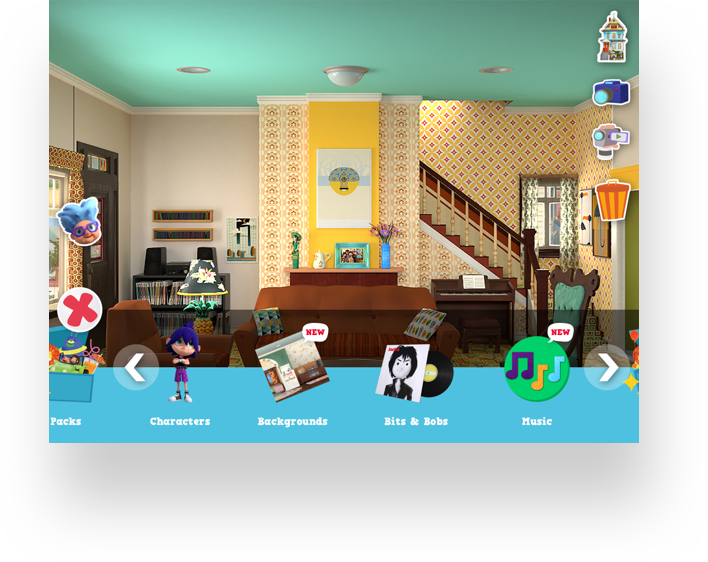 NEW
NEW
Packs
Characters
Backgrounds
Bits & Bobs
Music